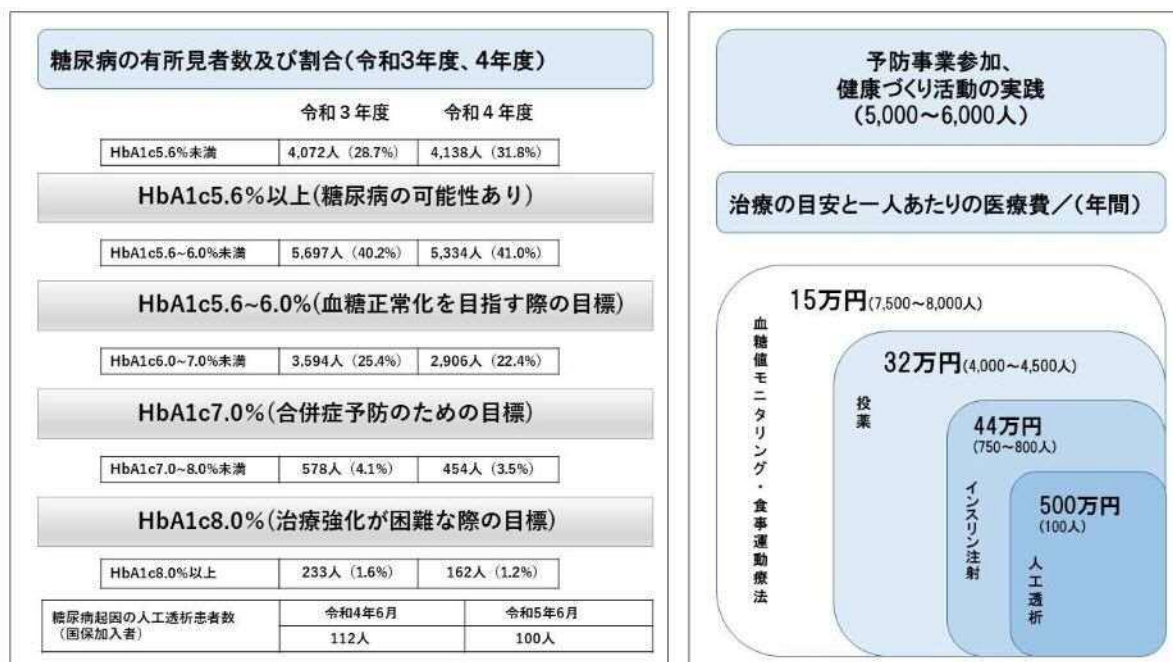 糖尿病の有所見者数及び割合(令和3年度、4年度)
令和3年度 令和4年度
HbA1c5.6%未満 4,072人(28.7%) 4,138人(31.8%)
HbA1c5.6%以上(糖尿病の可能性あり)
HbA1c5.6~6.0%未満 5,697人(40.2%) 5,334人(41.0%)
HbA1c5.6~6.0%(血糖正常化を目指す際の目標)
HbA1c6.0~7.0%未満 3,594人(25.4%) 2,906人(22.4%)
HbA1c7.0%(合併症予防のための目標)
HbA1c7.0~8.0%未満 578人(4.1%) 454人(3.5%)
HbA1c8.0%(治療強化が困難な際の目標)
HbA1c8.0%以上 233人(1.6%) 162人(1.2%)
糖尿病起因の人工透析患者数 令和4年6月 令和5年6月
(国保加入者) 112人 100人
予防事業参加、
健康づくり活動の実践
(5,000~6,000人)
治療の目安と一人あたりの医療費/(年間)
15万円(7,500~8,000人)
血糖値モニタリング・食事運動療法
32万円(4,000~4,500人)
投薬
44万円
(750~800人)
インスリン注射
500万円
(100人)
人工透析